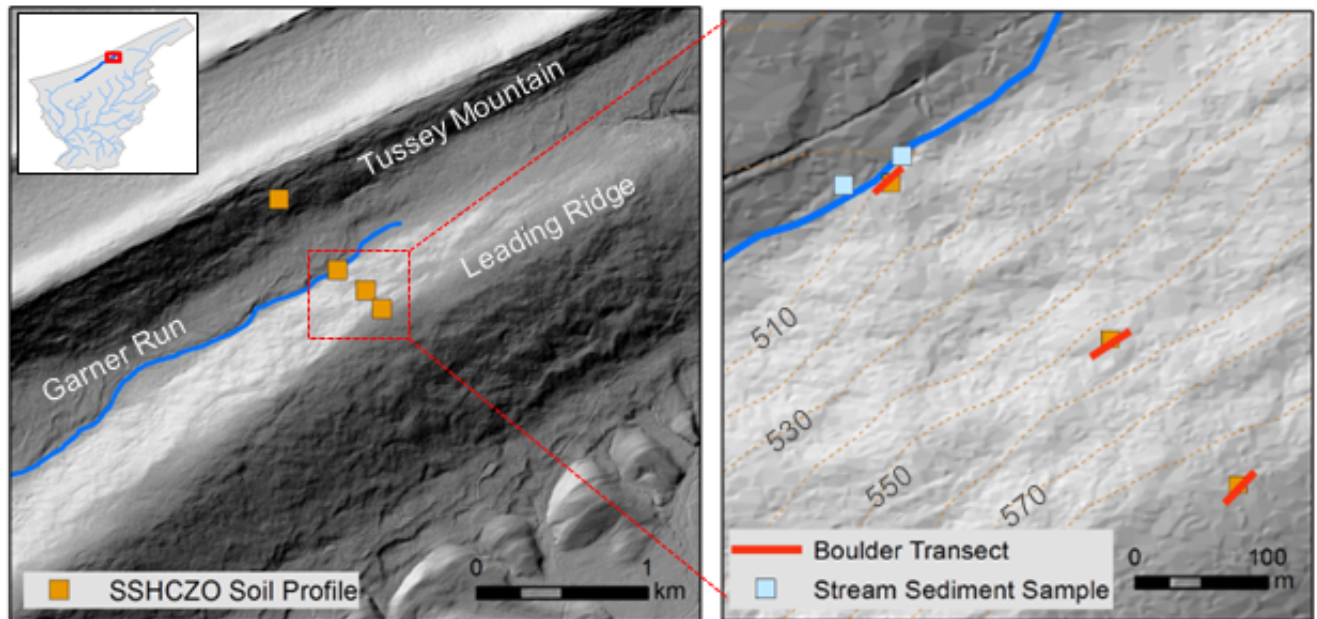 Tussey Mountain
Leading Ridge
Garner Run
SSHCZO Soil Profile
0 1
km
510
530
550
570
Boulder Transect
Stream Sediment Sample
0 100
m